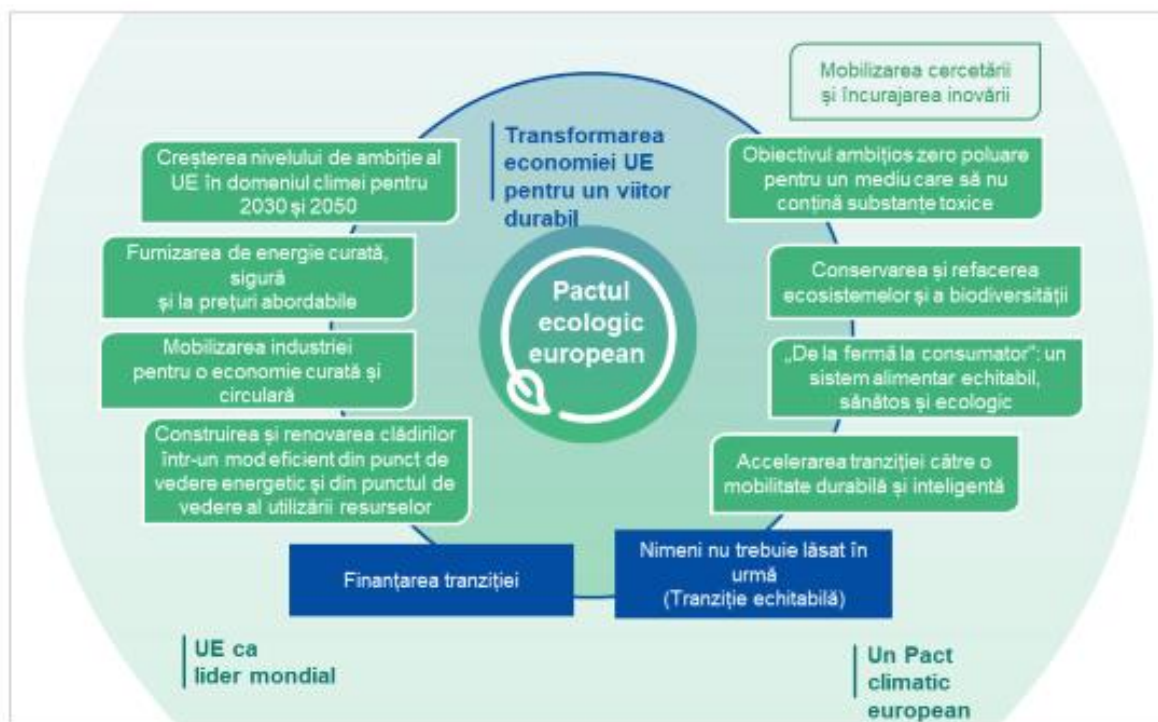 Mobilizarea cercetării
și încurajarea inovării
Transformarea
economiei UE
pentru un viitor
durabil
Creșterea nivelului de ambiție al
UE în domeniul climei pentru
2030 și 2050
Furnizarea de energie curată,
sigură
și la prețuri abordabile
Mobilizarea industriei
pentru o economie curată și
circulară
Construirea și renovarea clădirilor
într-un mod eficient din punct de
vedere energetic și din punctul de
vedere al utilizării resurselor
Pactul
ecologic
european
Obiectivul ambițios zero poluare
pentru un mediu care să nu
conțină substanțe toxice
Conservarea și refacerea
ecosistemelor și a biodiversității
„De la fermă la consumator”: un
sistem alimentar echitabil,
sănătos și ecologic
Accelerarea tranziției către o
mobilitate durabilă și inteligentă
Finanțarea tranziției
Nimeni nu trebuie lăsat în
urmă
(Tranziție echitabilă)
UE ca
lider mondial
Un Pact
climatic
european